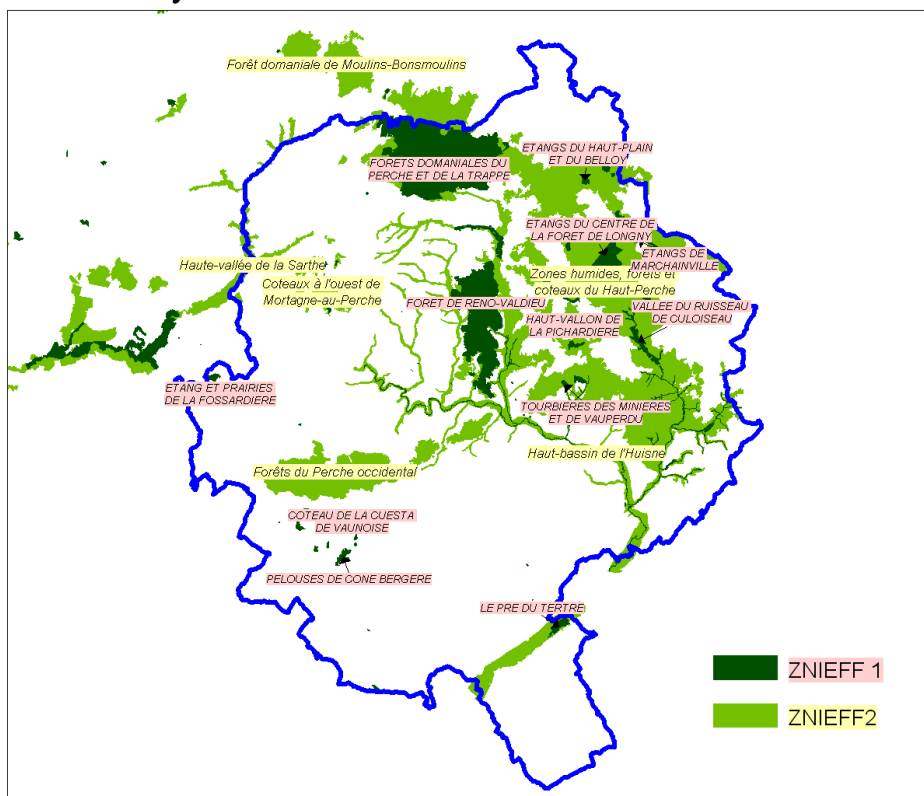 Forêt domaniale de Moulins-Bonsmoulins
ETANGS DU HAUT-PLAIN
ET DU BELLOY
FORETS DOMANIALES DU
PERCHE ET DE LA TRAPPE
ETANGS DU CENTRE DE
LA FORET DE LONGNY
ETANGS DE
MARCHAINVILLE
Haute-vallée de la Sarthe
Coteaux à l'ouest de
Mortagne-au-Perche
Zones humides, forêts et
coteaux du Haut-Perche
FORET DE RENO-VALDIEU
VALLEE DU RUISSEAU
DE CULOISEAU
HAUT-VALLON DE
LA PICHARDIERE
ETANG ET PRAIRIES
DE LA FOSSARDIERE
TOURBIERES DES MINIERES
ET DE VAUPERDU
Haut-bassin de l'Huisne
Forêts du Perche occidental
COTEAU DE LA CUESTA
DE VAUNOISE
PELOUSES DE CONE BERGERE
LE PRE DU TERTRE
ZNIEFF 1
ZNIEFF2